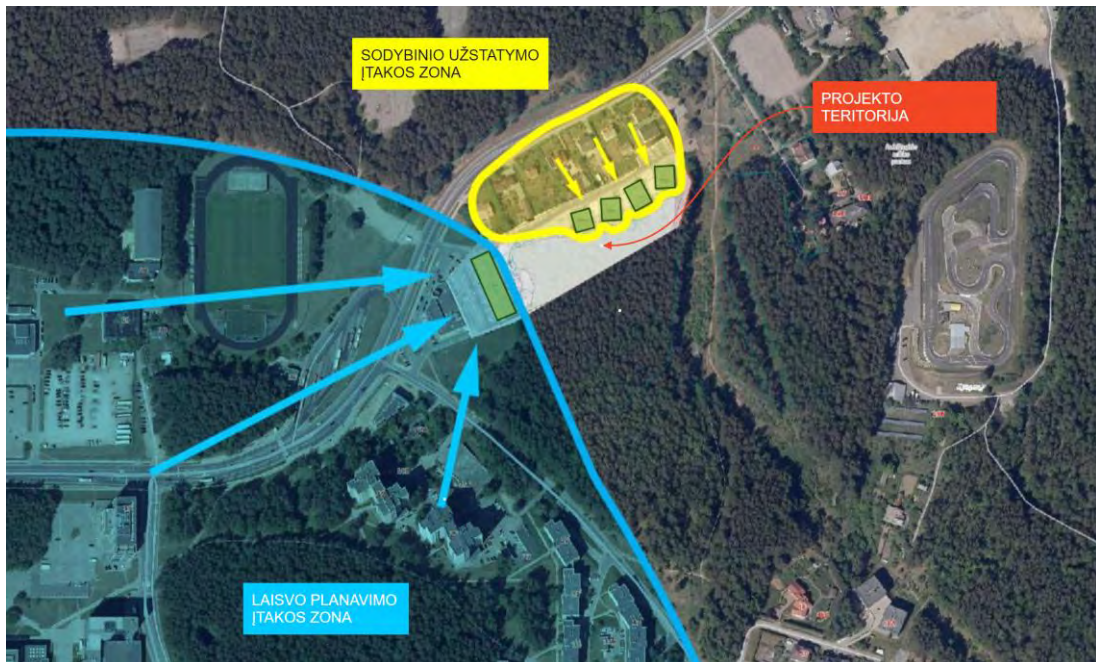 SODYBINIO UŽSTATYMO
ĮTAKOS ZONA
PROJEKTO
TERITORIJA
LAISVO PLANAVIMO
ĮTAKOS ZONA